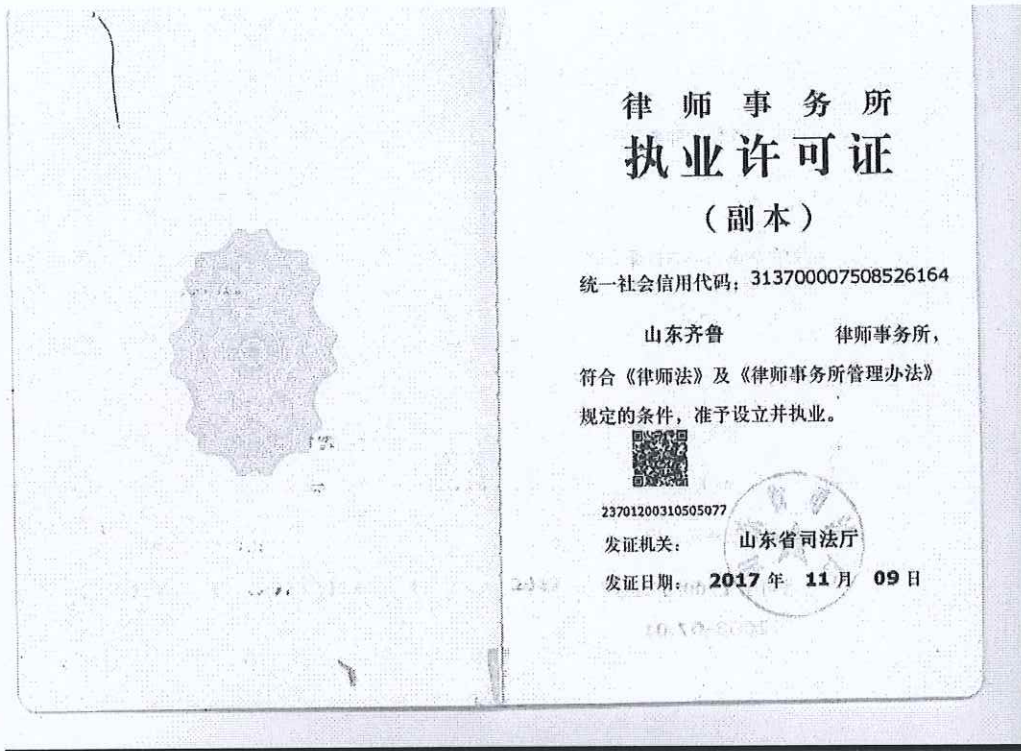 律师事务所
执业许可证
（副本）
统一社会信用代码：313700007508526164
山东齐鲁 律师事务所，
符合《律师法》及《律师事务所管理办法》
规定的条件，准予设立并执业。
23701200310505077
发证机关： 山东省司法厅
发证日期： 2017 年 11 月 09 日